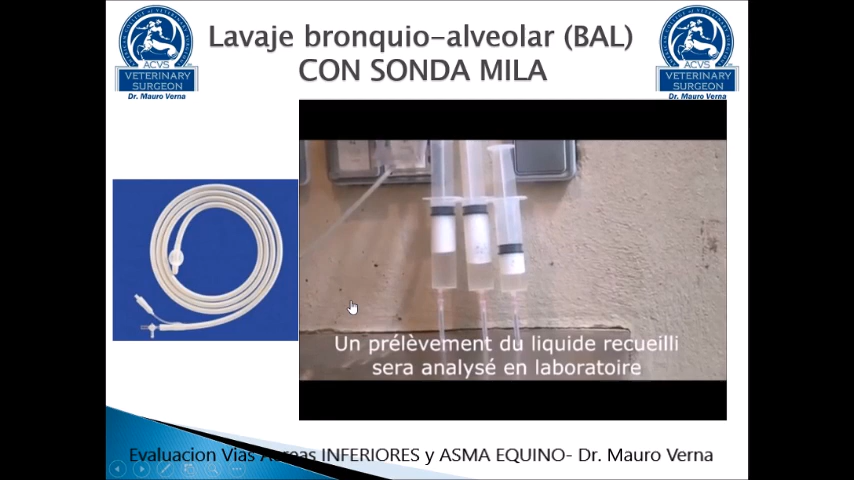 Lavaje bronquio-alveolar (BAL)
CON SONDA MILA
ACVS
VETERINARY
SURGEON
Dr. Mauro Verna
ACVS
VETERINARY
SURGEON
Dr. Mauro Verna
Un prélèvement du liquide recueilli
sera analysé en laboratoire
Evaluacion Vias Aereas INFERIORES y ASMA EQUINO- Dr. Mauro Verna